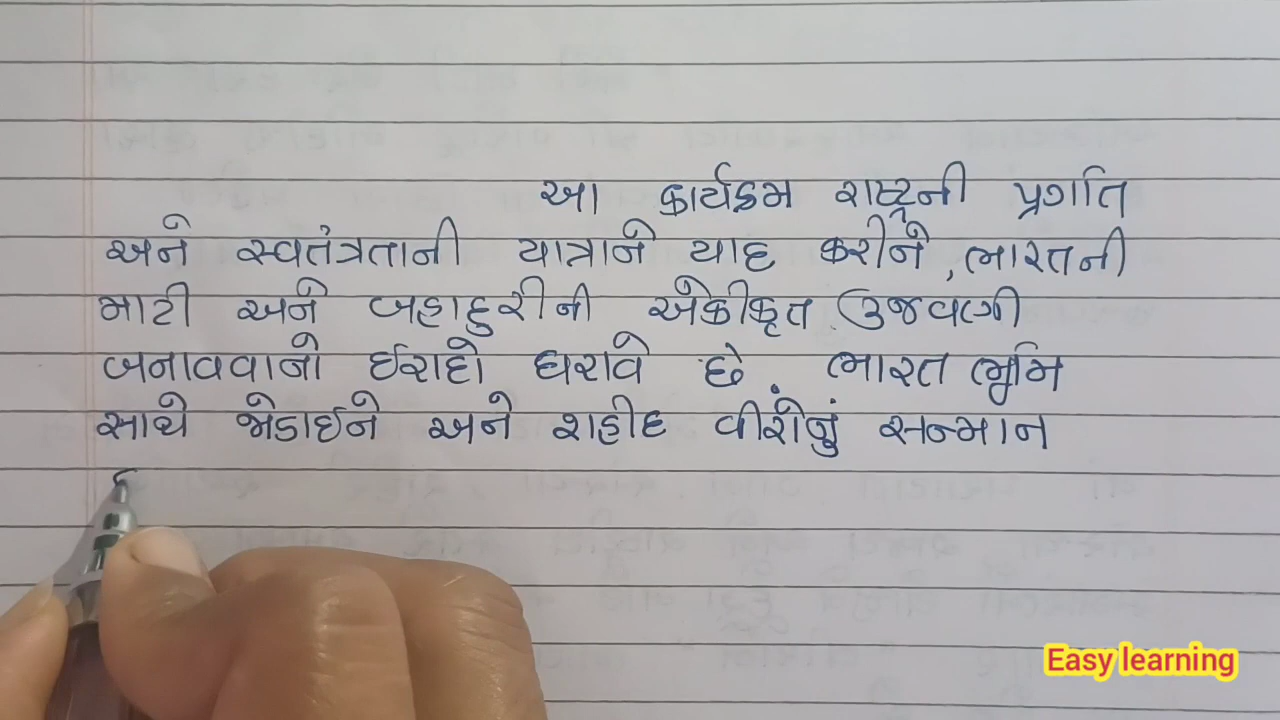 આ કાર્યક્રમ રાષ્ટ્રની પ્રગતિ
અને સ્વતંત્રતાની યાત્રાને યાદ કરીને, ભારતની
માટી અને બહાદુરીની એકીકૃત ઉજવણી
બનાવવાનો ઈરાદો ધરાવે છે. ભારત ભૂમિ
સાથે જોડાઈને અને શહીદ વીરોનું સન્માન
Easy learning